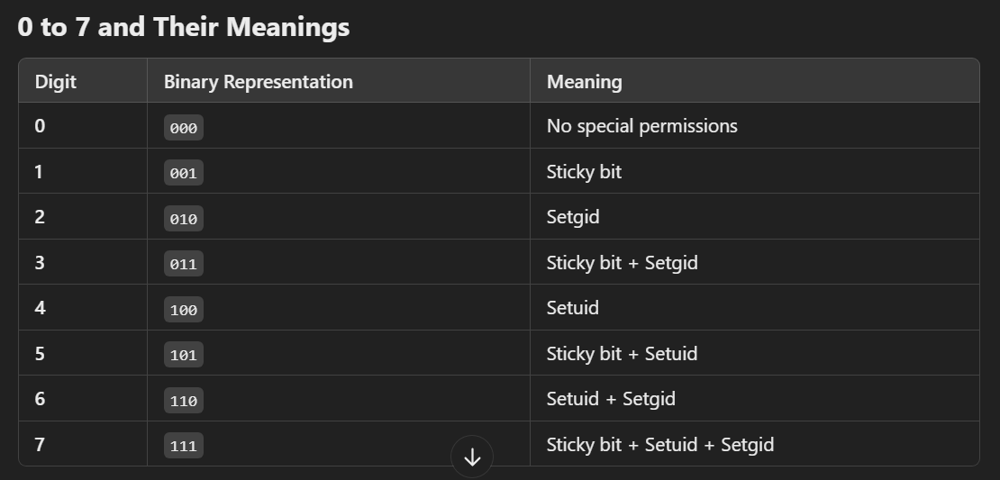 0 to 7 and Their Meanings
Digit Binary Representation Meaning
0 000 No special permissions
1 001 Sticky bit
2 010 Setgid
3 011 Sticky bit + Setgid
4 100 Setuid
5 101 Sticky bit + Setuid
6 110 Setuid + Setgid
7 111 Sticky bit + Setuid + Setgid